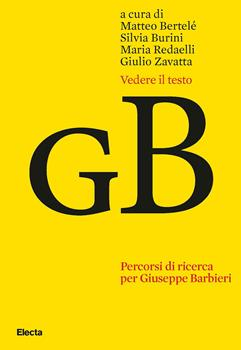 a cura di
Matteo Bertelé
Silvia Burini
Maria Redaelli
Giulio Zavatta
Vedere il testo
GB
Percorsi di ricerca
per Giuseppe Barbieri
Electa